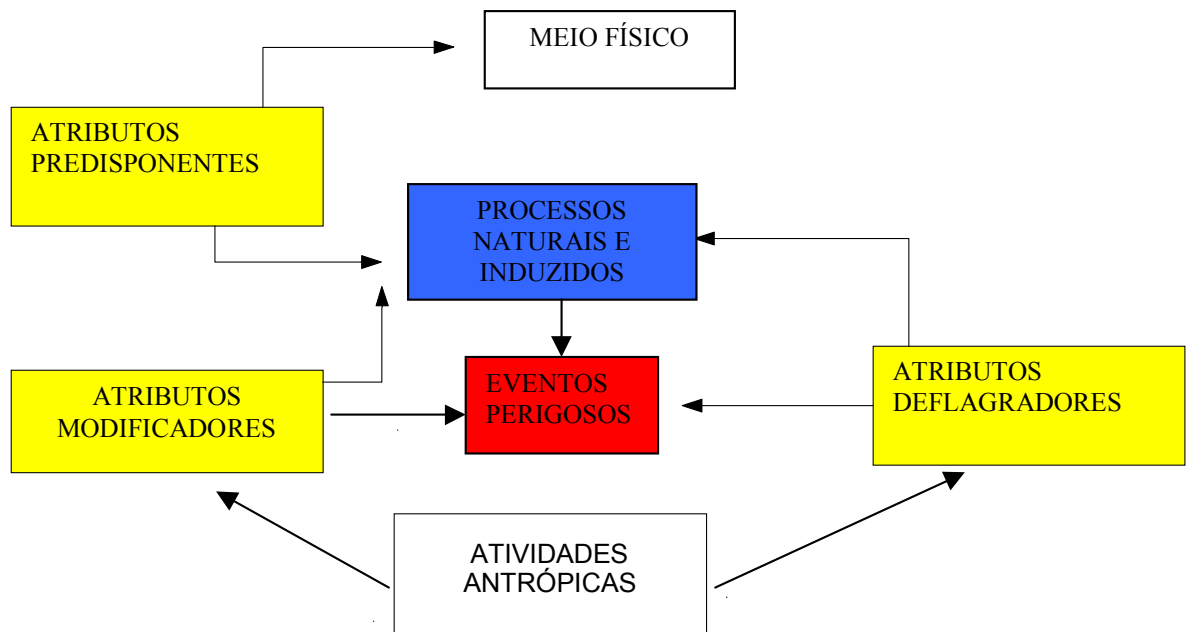 MEIO FÍSICO
ATRIBUTOS
PREDISPONENTES
PROCESSOS
NATURAIS E
INDUZIDOS
ATRIBUTOS
MODIFICADORES
EVENTOS
PERIGOSOS
ATRIBUTOS
DEFLAGRADORES
ATIVIDADES
ANTRÓPICAS